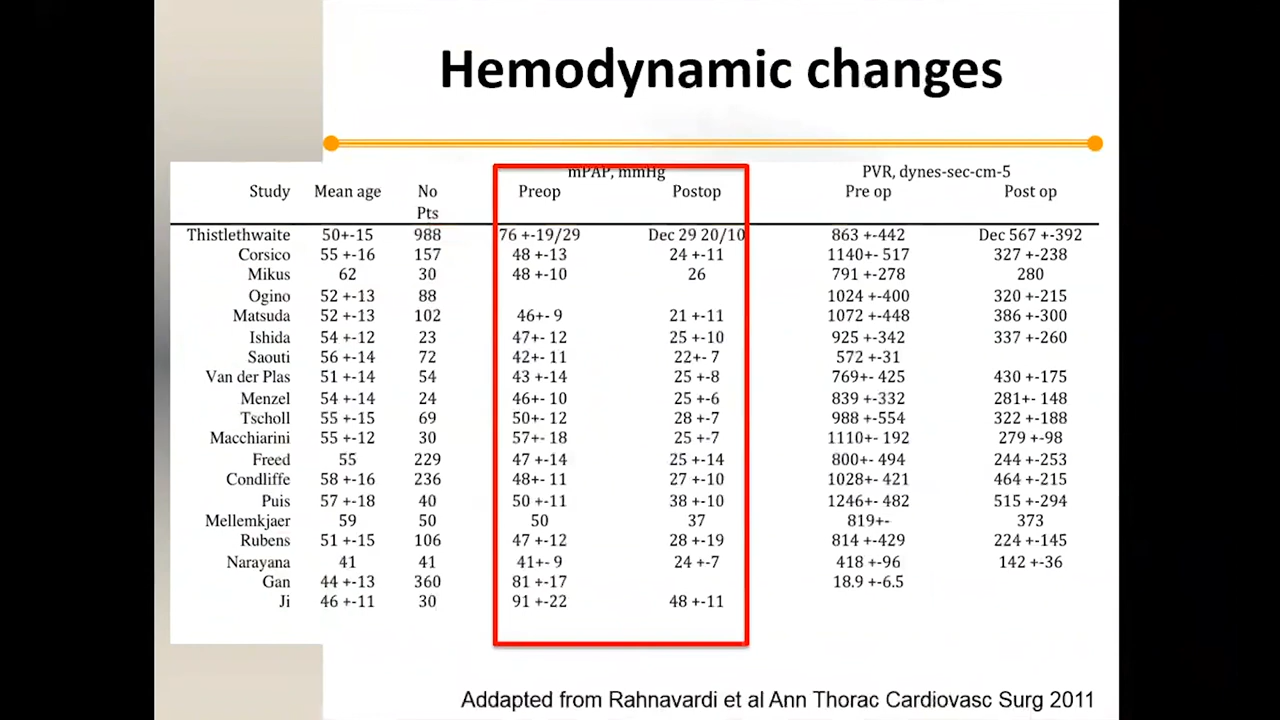 Hemodynamic changes
mPAP, mmHg PVR, dynes-sec-cm-5
Study Mean age No Preop Postop Pre op Post op
Pts
Thistlethwaite 50+-15 988 76 +-19/29 Dec 29 20/10 863 +-442 Dec 567 +-392
Corsico 55 +-16 157 48 +-13 24 +-11 1140+- 517 327 +-238
Mikus 62 30 48 +-10 26 791 +-278 280
Ogino 52 +-13 88 1024 +-400 320 +-215
Matsuda 52 +-13 102 46+- 9 21 +-11 1072 +-448 386 +-300
Ishida 54 +-12 23 47+- 12 25 +-10 925 +-342 337 +-260
Saouti 56 +-14 72 42+- 11 22+- 7 572 +-31
Van der Plas 51 +-14 54 43 +-14 25 +-8 769+- 425 430 +-175
Menzel 54 +-14 24 46+- 10 25 +-6 839 +-332 281+- 148
Tscholl 55 +-15 69 50+- 12 28 +-7 988 +-554 322 +-188
Macchiarini 55 +-12 30 57+- 18 25 +-7 1110+- 192 279 +-98
Freed 55 229 47 +-14 25 +-14 800+- 494 244 +-253
Condliffe 58 +-16 236 48+- 11 27 +-10 1028+- 421 464 +-215
Puis 57 +-18 40 50 +-11 38 +-10 1246+- 482 515 +-294
Mellemkjaer 59 50 50 37 819+- 373
Rubens 51 +-15 106 47 +-12 28 +-19 814 +-429 224 +-145
Narayana 41 41 41+- 9 24 +-7 418 +-96 142 +-36
Gan 44 +-13 360 81 +-17 18.9 +-6.5
Ji 46 +-11 30 91 +-22 48 +-11
Addapted from Rahnavardi et al Ann Thorac Cardiovasc Surg 2011